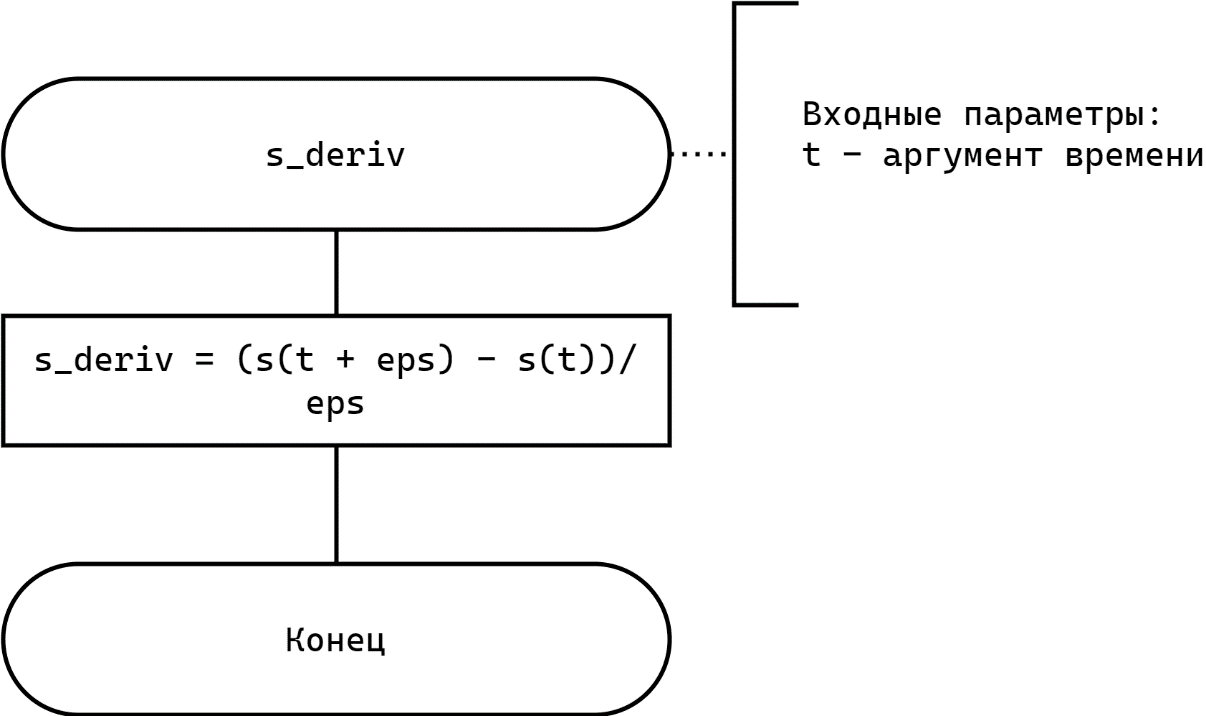 s_deriv
Входные параметры:
t − аргумент времени
s_deriv = (s(t + eps) − s(t))/
eps
Конец